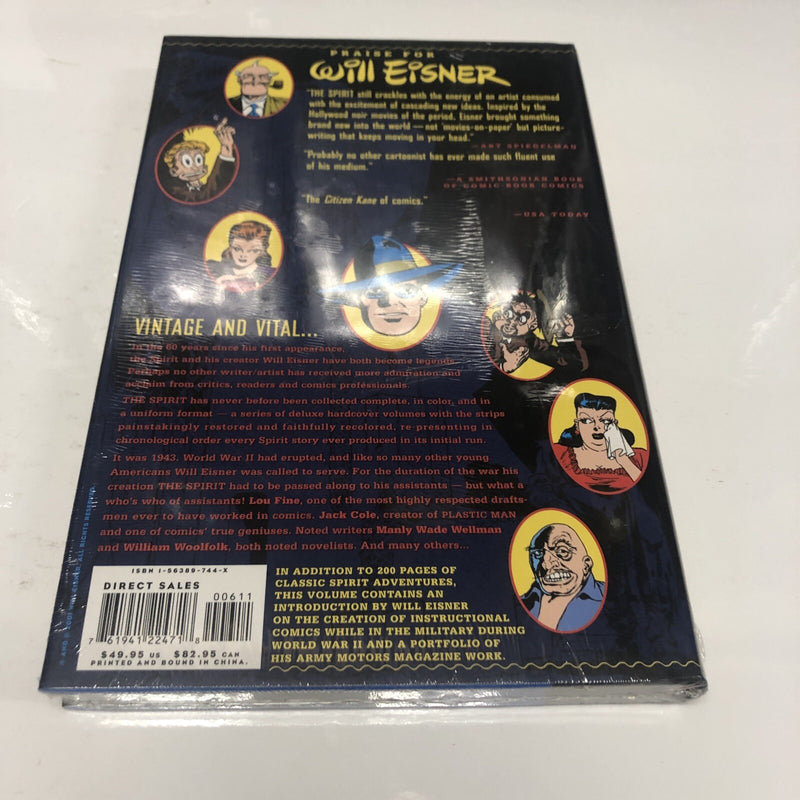 PRAISE FOR
Will EISNER
"THE SPIRIT still crackles with the energy of an artist consumed
with the excitement of cascading new ideas. Inspired by the
Hollywood noir movies of the period, Eisner brought something
brand new into the world — not 'movies-on-paper' but picture-
writing that keeps moving in your head."
—ART SPIEGELMAN
"Probably no other cartoonist has ever made such fluent use
of his medium."
—A SMITHSONIAN BOOK
OF COMIC-BOOK COMICS
"The Citizen Kane of comics."
—USA TODAY
VINTAGE AND VITAL...
In the 60 years since his first appearance,
the Spirit and his creator Will Eisner have both become legends.
Perhaps no other writer/artist has received more admiration and
acclaim from critics, readers and comics professionals.
THE SPIRIT has never before been collected complete, in color, and in
a uniform format — a series of deluxe hardcover volumes with the strips
painstakingly restored and faithfully recolored, re-presenting in
chronological order every Spirit story ever produced in its initial run.
It was 1943. World War II had erupted, and like so many other young
Americans Will Eisner was called to serve. For the duration of the war his
creation THE SPIRIT had to be passed along to his assistants — but what a
who's who of assistants! Lou Fine, one of the most highly respected drafts-
men ever to have worked in comics. Jack Cole, creator of PLASTIC MAN
and one of comics' true geniuses. Noted writers Manly Wade Wellman
and William Woolfolk, both noted novelists. And many others...
ISBN 1-56389-744-X
DIRECT SALES
00611
7 61941 22471 8
$49.95 US $82.95 CAN
PRINTED AND BOUND IN CHINA.
IN ADDITION TO 200 PAGES OF
CLASSIC SPIRIT ADVENTURES,
THIS VOLUME CONTAINS AN
INTRODUCTION BY WILL EISNER
ON THE CREATION OF INSTRUCTIONAL
COMICS WHILE IN THE MILITARY DURING
WORLD WAR II AND A PORTFOLIO OF
HIS ARMY MOTORS MAGAZINE WORK.
WILL EISNER. ALL RIGHTS RESERVED.